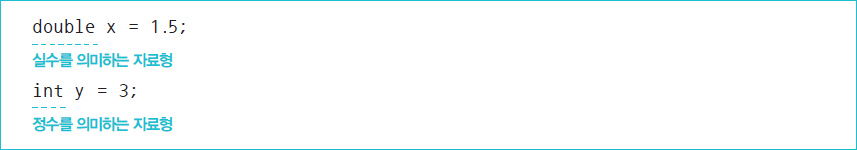 double x = 1.5;
실수를 의미하는 자료형
int y = 3;
정수를 의미하는 자료형